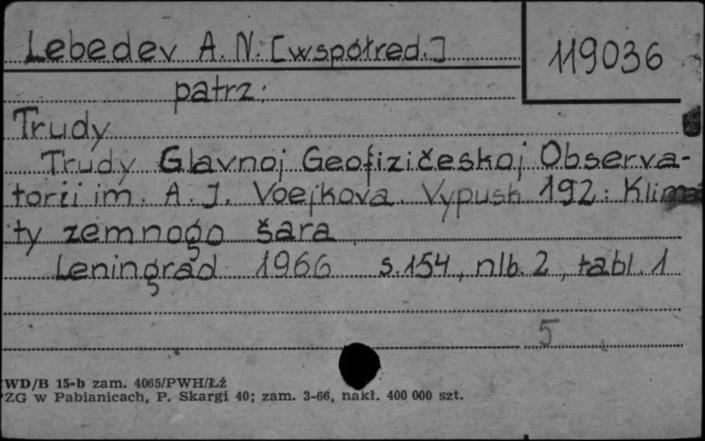 Lebedev A. N. [współred.]
119036
patrz:
Trudy
Trudy Glavnoj Geofizičeskoj Observa-
torii im. A. J. Voejkova. Vypusk 192: Klima
ty zemnogo šara
Leningrad 1966 s. 154, nlb. 2, tabl. 1
5
WD/B 15-b zam. 4065/PWH/Łź
PZG w Pabianicach, P. Skargi 40; zam. 3-66, nakł. 400 000 szt.